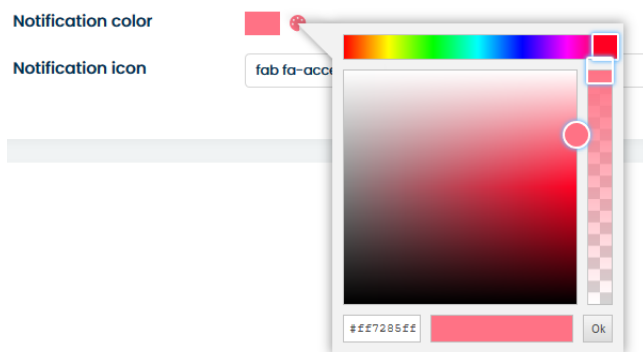 Notification color
Notification icon
fab fa-acce
#ff7285ff
Ok